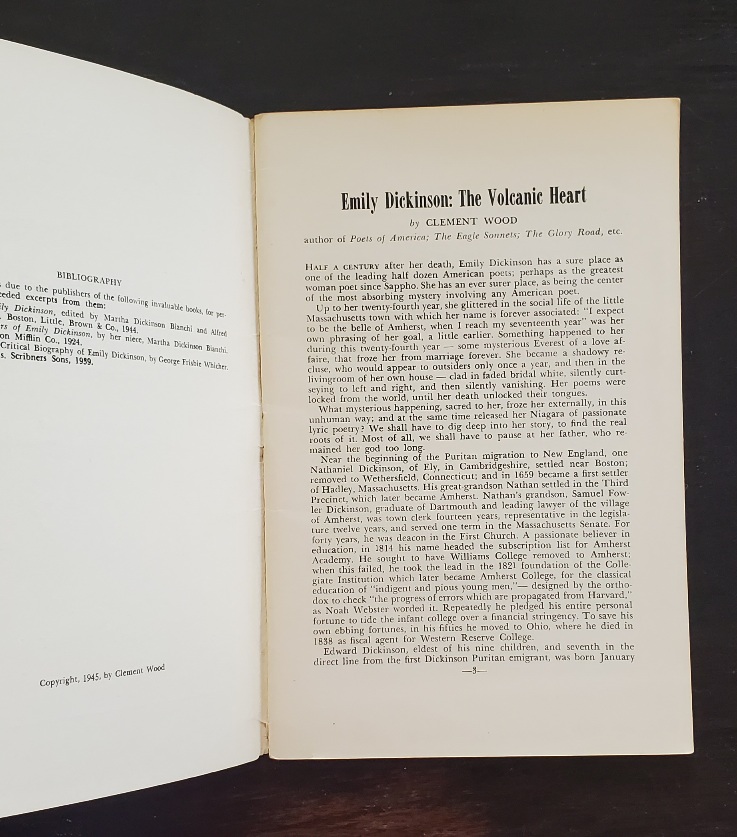 BIBLIOGRAPHY
due to the publishers of the following invaluable books, for per-
eded excerpts from them:
ily Dickinson, edited by Martha Dickinson Bianchi and Alfred
Boston, Little, Brown & Co., 1944.
rs of Emily Dickinson, by her niece, Martha Dickinson Bianchi.
on Mifflin Co., 1924.
Critical Biography of Emily Dickinson, by George Frisbie Whicher.
s, Scribners Sons, 1939.
Copyright, 1945, by Clement Wood
Emily Dickinson: The Volcanic Heart
by CLEMENT WOOD
author of Poets of America; The Eagle Sonnets; The Glory Road, etc.
HALF A CENTURY after her death, Emily Dickinson has a sure place as
one of the leading half dozen American poets; perhaps as the greatest
woman poet since Sappho. She has an ever surer place, as being the center
of the most absorbing mystery involving any American poet.
Up to her twenty-fourth year, she glittered in the social life of the little
Massachusetts town with which her name is forever associated: "I expect
to be the belle of Amherst, when I reach my seventeenth year" was her
own phrasing of her goal, a little earlier. Something happened to her
during this twenty-fourth year — some mysterious Everest of a love af-
faire, that froze her from marriage forever. She became a shadowy re-
cluse, who would appear to outsiders only once a year, and then in the
livingroom of her own house — clad in faded bridal white, silently curt-
seying to left and right, and then silently vanishing. Her poems were
locked from the world, until her death unlocked their tongues.
What mysterious happening, sacred to her, froze her externally, in this
unhuman way; and at the same time released her Niagara of passionate
lyric poetry? We shall have to dig deep into her story, to find the real
roots of it. Most of all, we shall have to pause at her father, who re-
mained her god too long.
Near the beginning of the Puritan migration to New England, one
Nathaniel Dickinson, of Ely, in Cambridgeshire, settled near Boston;
removed to Wethersfield, Connecticut; and in 1659 became a first settler
of Hadley, Massachusetts. His great-grandson Nathan settled in the Third
Precinct, which later became Amherst. Nathan's grandson, Samuel Fow-
ler Dickinson, graduate of Dartmouth and leading lawyer of the village
of Amherst, was town clerk fourteen years, representative in the legisla-
ture twelve years, and served one term in the Massachusetts Senate. For
forty years, he was deacon in the First Church. A passionate believer in
education, in 1814 his name headed the subscription list for Amherst
Academy. He sought to have Williams College removed to Amherst;
when this failed, he took the lead in the 1821 foundation of the Colle-
giate Institution which later became Amherst College, for the classical
education of "indigent and pious young men,"— designed by the ortho-
dox to check "the progress of errors which are propagated from Harvard,"
as Noah Webster worded it. Repeatedly he pledged his entire personal
fortune to tide the infant college over a financial stringency. To save his
own ebbing fortunes, in his fifties he moved to Ohio, where he died in
1838 as fiscal agent for Western Reserve College.
Edward Dickinson, eldest of his nine children, and seventh in the
direct line from the first Dickinson Puritan emigrant, was born January
—3—